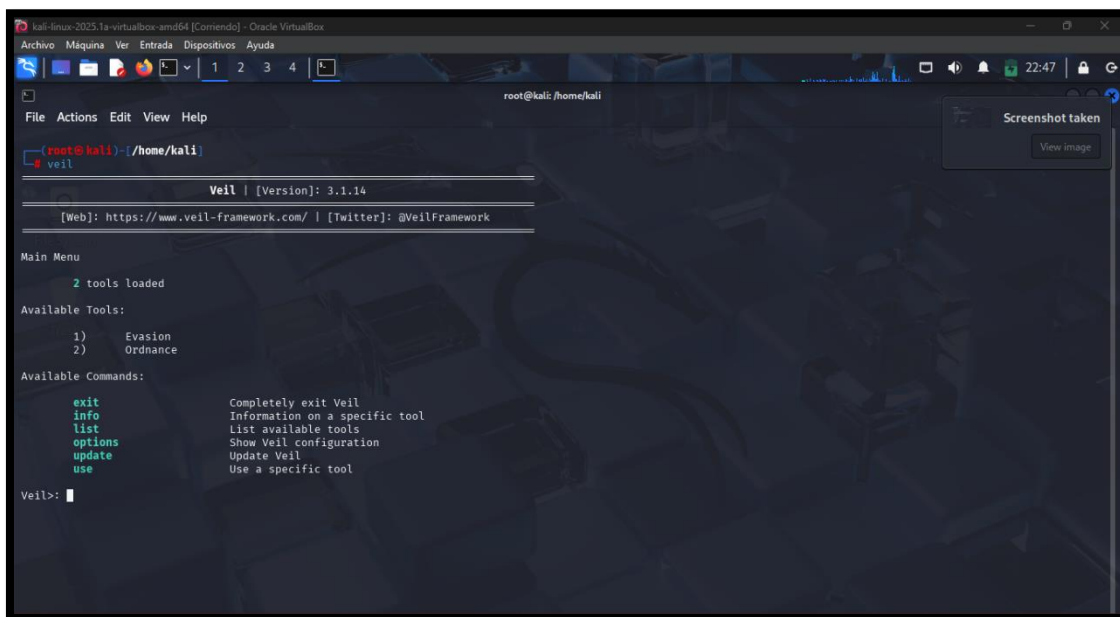 kali-linux-2025.1a-virtualbox-amd64 [Corriendo] - Oracle VirtualBox
Archivo Máquina Ver Entrada Dispositivos Ayuda
1 2 3 4 22:47
root@kali: /home/kali
File Actions Edit View Help
Screenshot taken
View image
(root㉿kali)-[/home/kali]
# veil
Veil | [Version]: 3.1.14
[Web]: https://www.veil-framework.com/ | [Twitter]: @VeilFramework
Main Menu
2 tools loaded
Available Tools:
1) Evasion
2) Ordnance
Available Commands:
exit Completely exit Veil
info Information on a specific tool
list List available tools
options Show Veil configuration
update Update Veil
use Use a specific tool
Veil>: